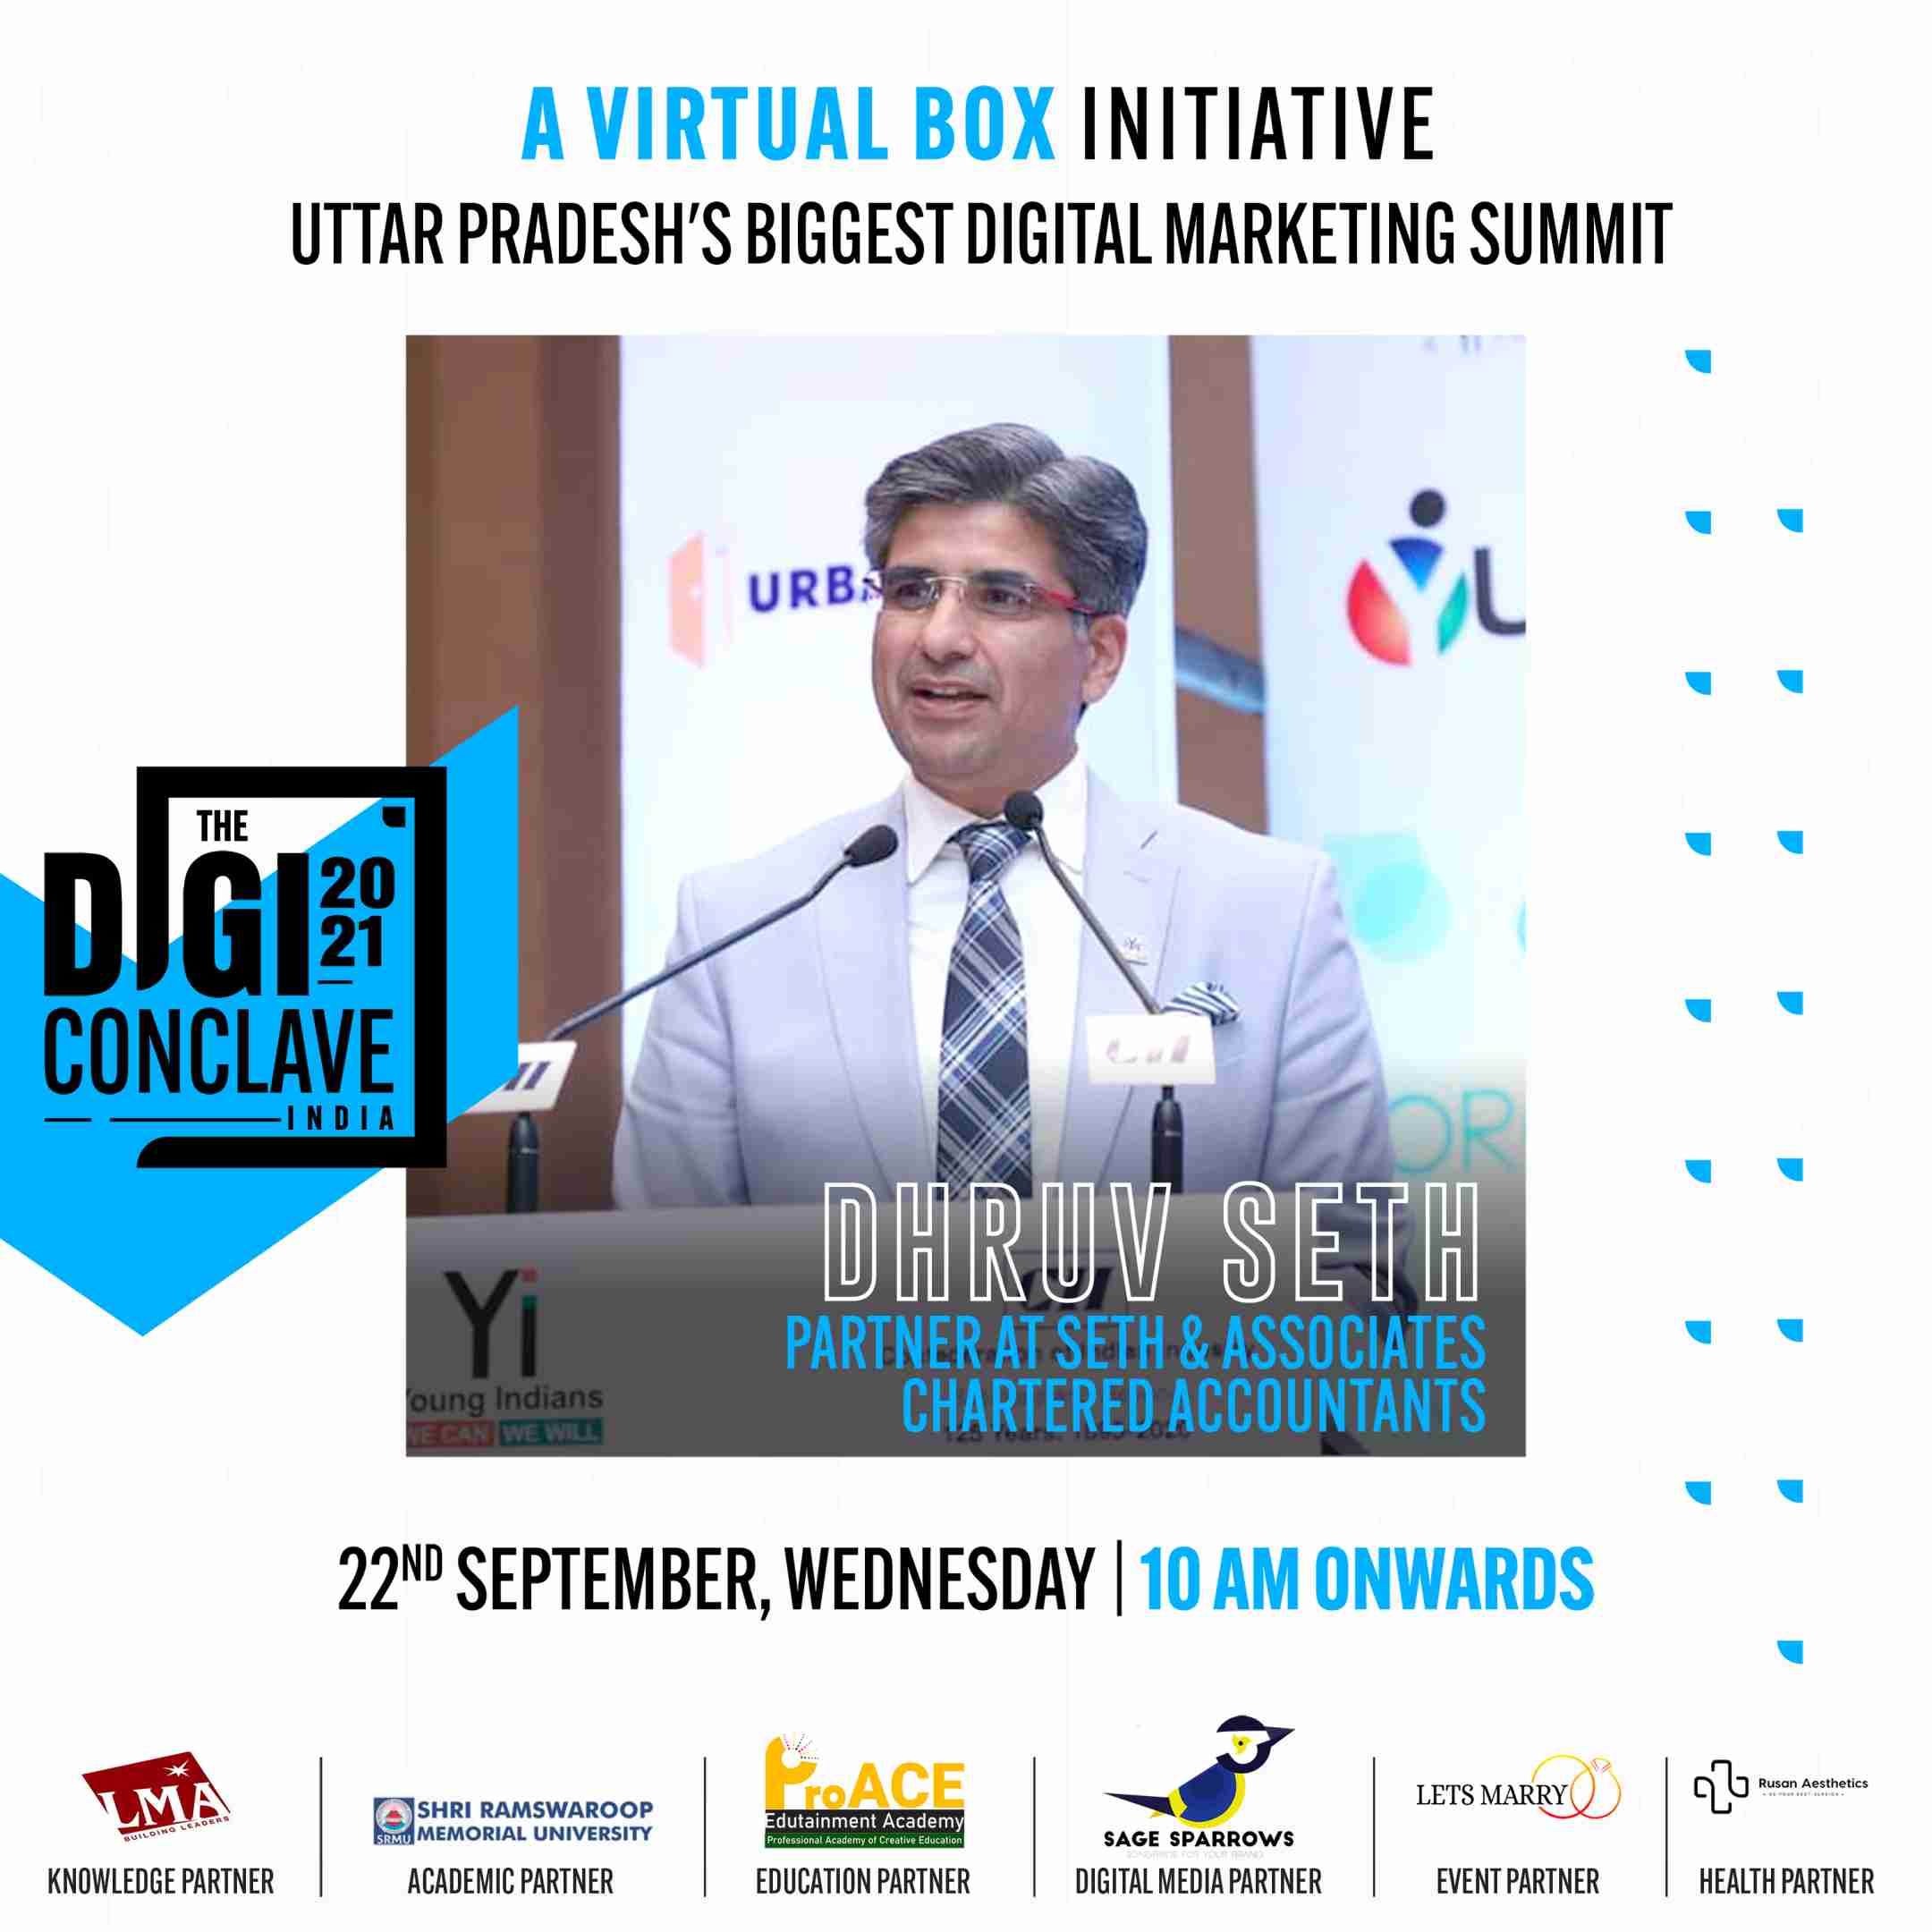 A VIRTUAL BOX INITIATIVE
UTTAR PRADESH'S BIGGEST DIGITAL MARKETING SUMMIT
URBA
THE
DIGI 20
21
CONCLAVE
INDIA
DHRUV SETH
PARTNER AT SETH & ASSOCIATES
CHARTERED ACCOUNTANTS
Yi
Young Indians
WE CAN WE WILL
22ND SEPTEMBER, WEDNESDAY | 10 AM ONWARDS
LMA
BUILDING LEADERS
KNOWLEDGE PARTNER
SHRI RAMSWAROOP
MEMORIAL UNIVERSITY
SRMU
ACADEMIC PARTNER
ProACE
Edutainment Academy
Professional Academy of Creative Education
EDUCATION PARTNER
SAGE SPARROWS
DIGITAL MEDIA PARTNER
LETS MARRY
EVENT PARTNER
Rusan Aesthetics
HEALTH PARTNER